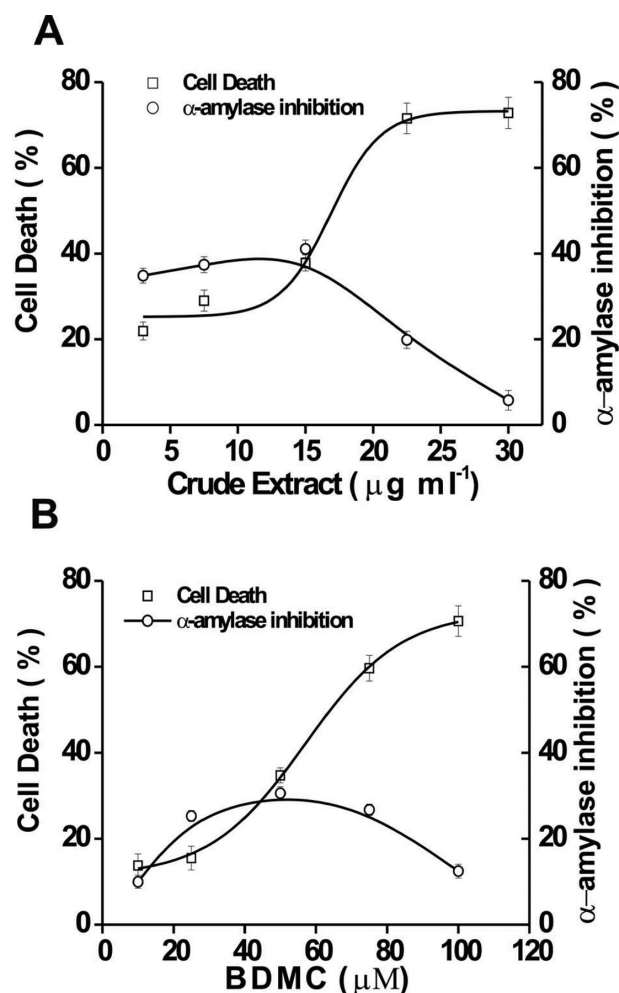 A
Cell Death
α-amylase inhibition
80
60
40
20
0
Cell Death ( % )
80
60
40
20
0
α–amylase inhibition ( % )
0 5 10 15 20 25 30
Crude Extract ( μg ml⁻¹)
B
Cell Death
α-amylase inhibition
80
60
40
20
0
Cell Death ( % )
80
60
40
20
0
α–amylase inhibition ( % )
0 20 40 60 80 100 120
BDMC (μM)